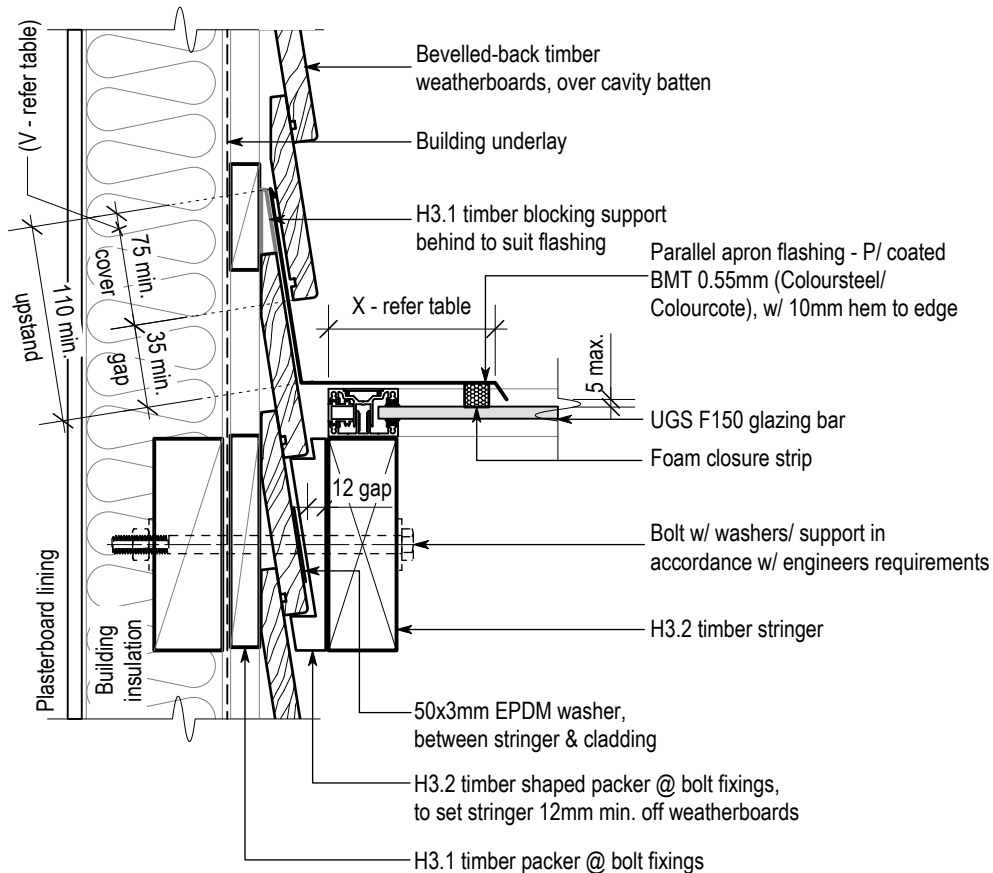 Bevelled-back timber
weatherboards, over cavity batten
Building underlay
H3.1 timber blocking support
behind to suit flashing
Parallel apron flashing - P/ coated
BMT 0.55mm (Coloursteel/
Colourcote), w/ 10mm hem to edge
X - refer table
5 max.
UGS F150 glazing bar
Foam closure strip
12 gap
Bolt w/ washers/ support in
accordance w/ engineers requirements
H3.2 timber stringer
50x3mm EPDM washer,
between stringer & cladding
H3.2 timber shaped packer @ bolt fixings,
to set stringer 12mm min. off weatherboards
H3.1 timber packer @ bolt fixings
(V - refer table)
75 min.
cover
35 min.
gap
110 min.
upstand
Plasterboard lining
Building
insulation